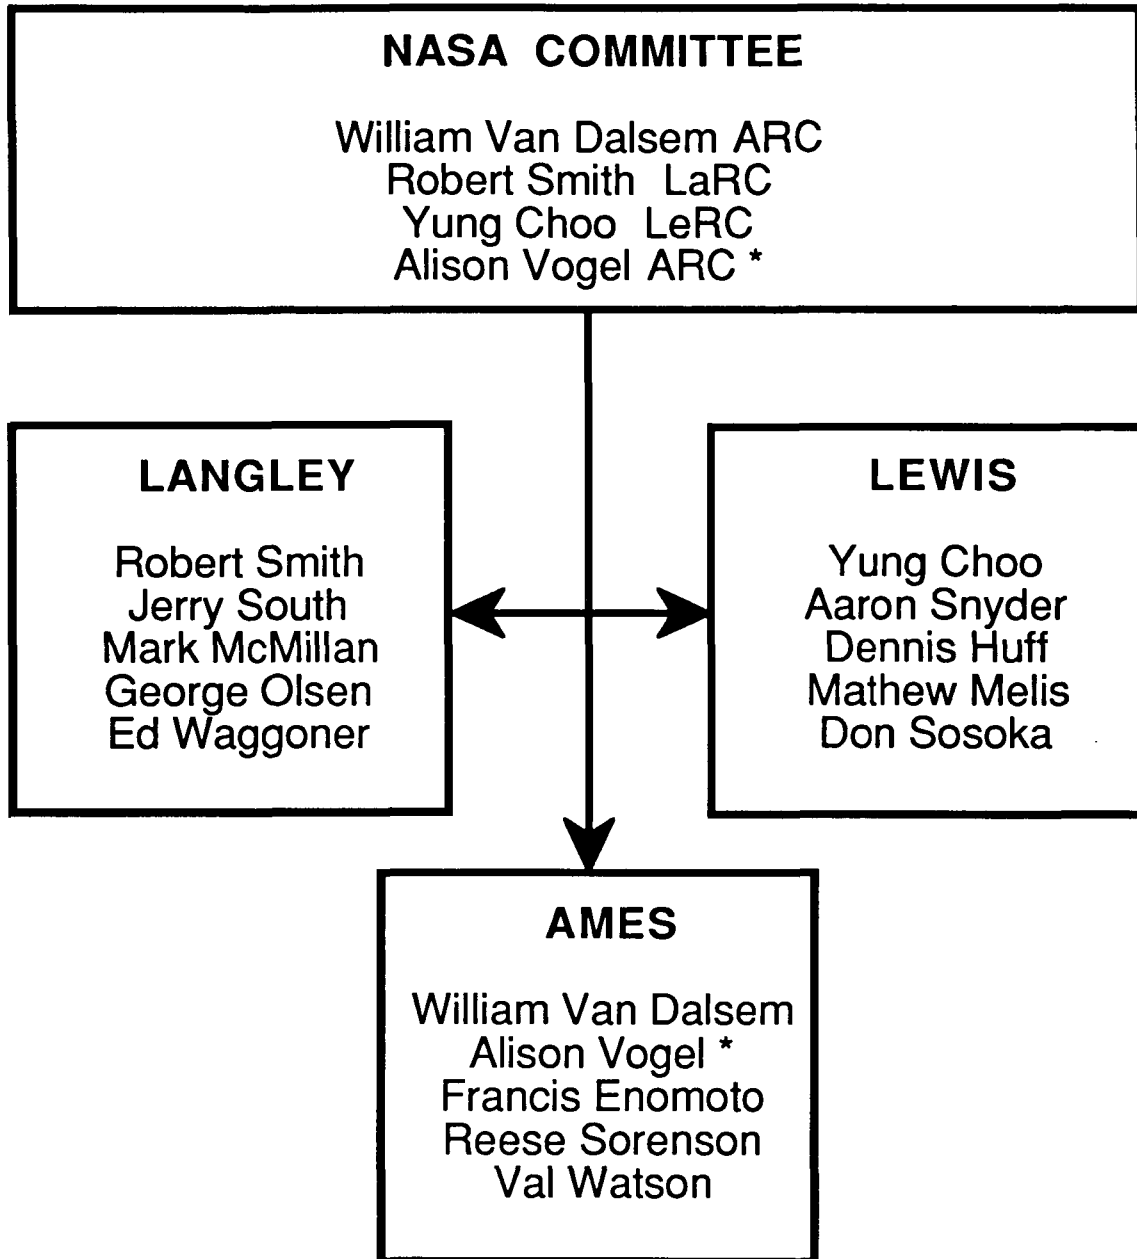 NASA COMMITTEE
William Van Dalsem ARC
Robert Smith LaRC
Yung Choo LeRC
Alison Vogel ARC *
LANGLEY
Robert Smith
Jerry South
Mark McMillan
George Olsen
Ed Waggoner
LEWIS
Yung Choo
Aaron Snyder
Dennis Huff
Mathew Melis
Don Sosoka
AMES
William Van Dalsem
Alison Vogel *
Francis Enomoto
Reese Sorenson
Val Watson